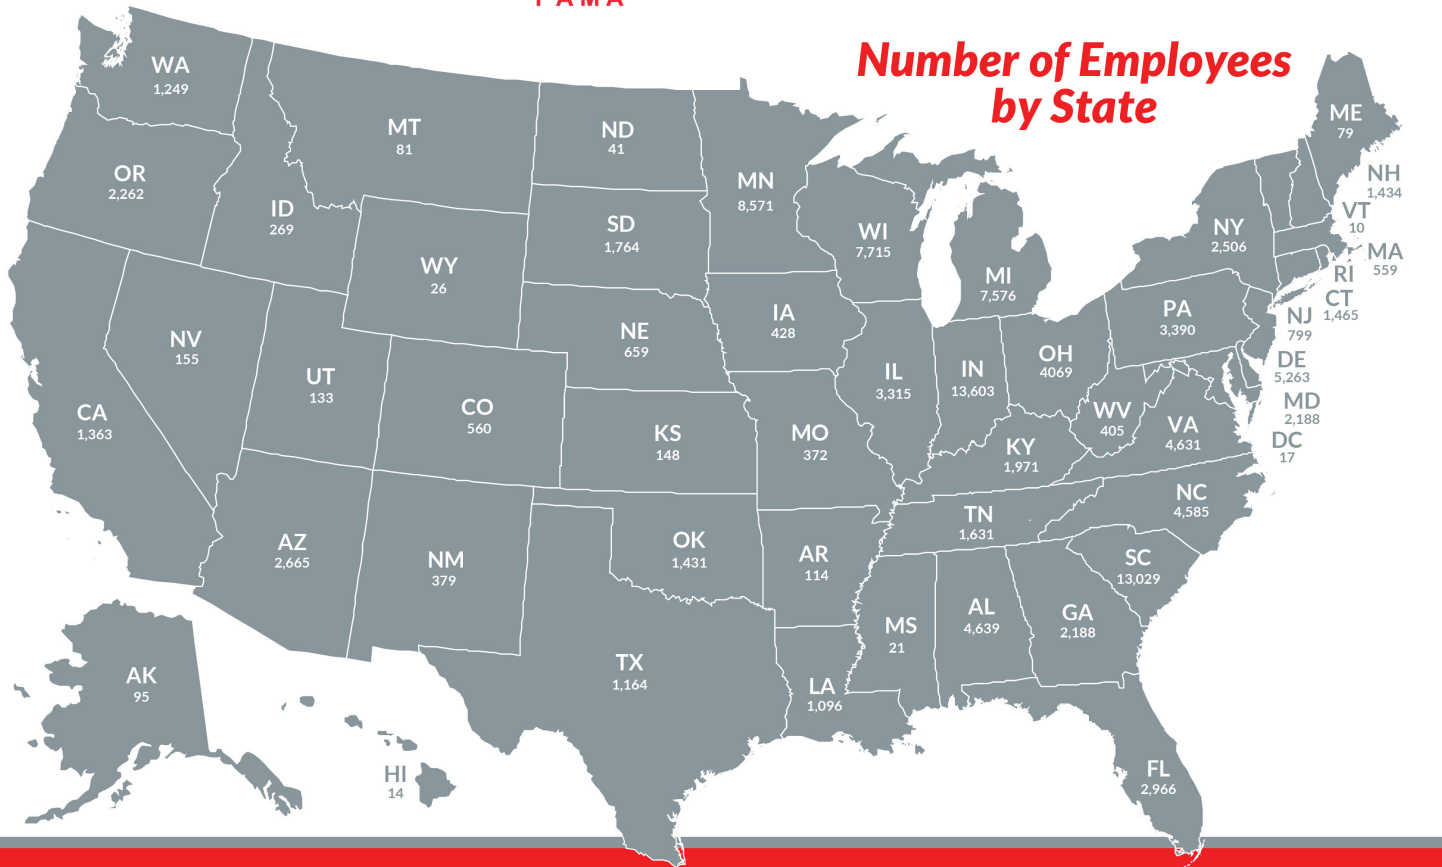 PAMA
Number of Employees
by State
WA
1,249
OR
2,262
CA
1,363
ID
269
NV
155
MT
81
WY
26
UT
133
CO
560
AZ
2,665
NM
379
ND
41
SD
1,764
NE
659
KS
148
OK
1,431
TX
1,164
MN
8,571
IA
428
MO
372
AR
114
LA
1,096
WI
7,715
IL
3,315
MI
7,576
IN
13,603
OH
4069
KY
1,971
TN
1,631
MS
21
AL
4,639
GA
2,188
FL
2,966
SC
13,029
NC
4,585
VA
4,631
WV
405
PA
3,390
NY
2,506
ME
79
NH
1,434
VT
10
MA
559
RI
CT
1,465
NJ
799
DE
5,263
MD
2,188
DC
17
AK
95
HI
14